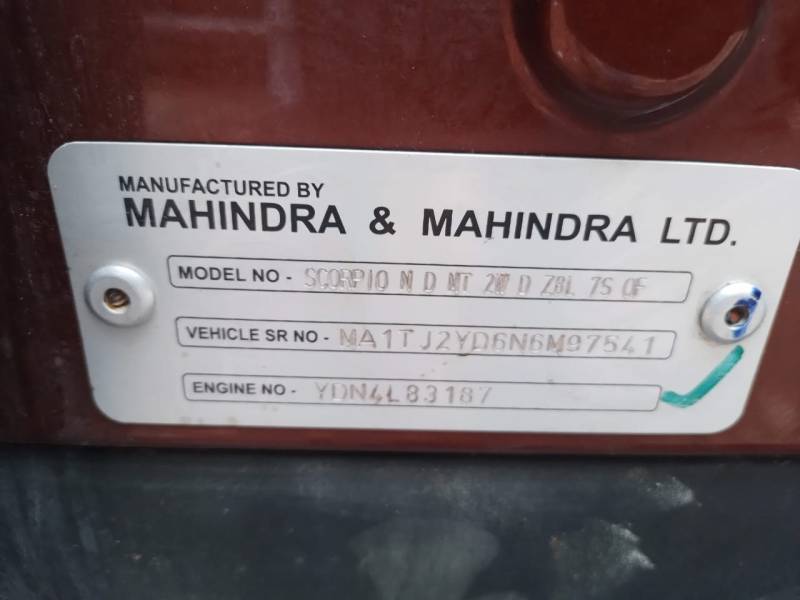 MANUFACTURED BY
MAHINDRA & MAHINDRA LTD.
MODEL NO - SCORPIO N D MT 2W D Z8L 7S OF
VEHICLE SR NO - MA1TJ2YD6N6M97541
ENGINE NO - YDN4L83187